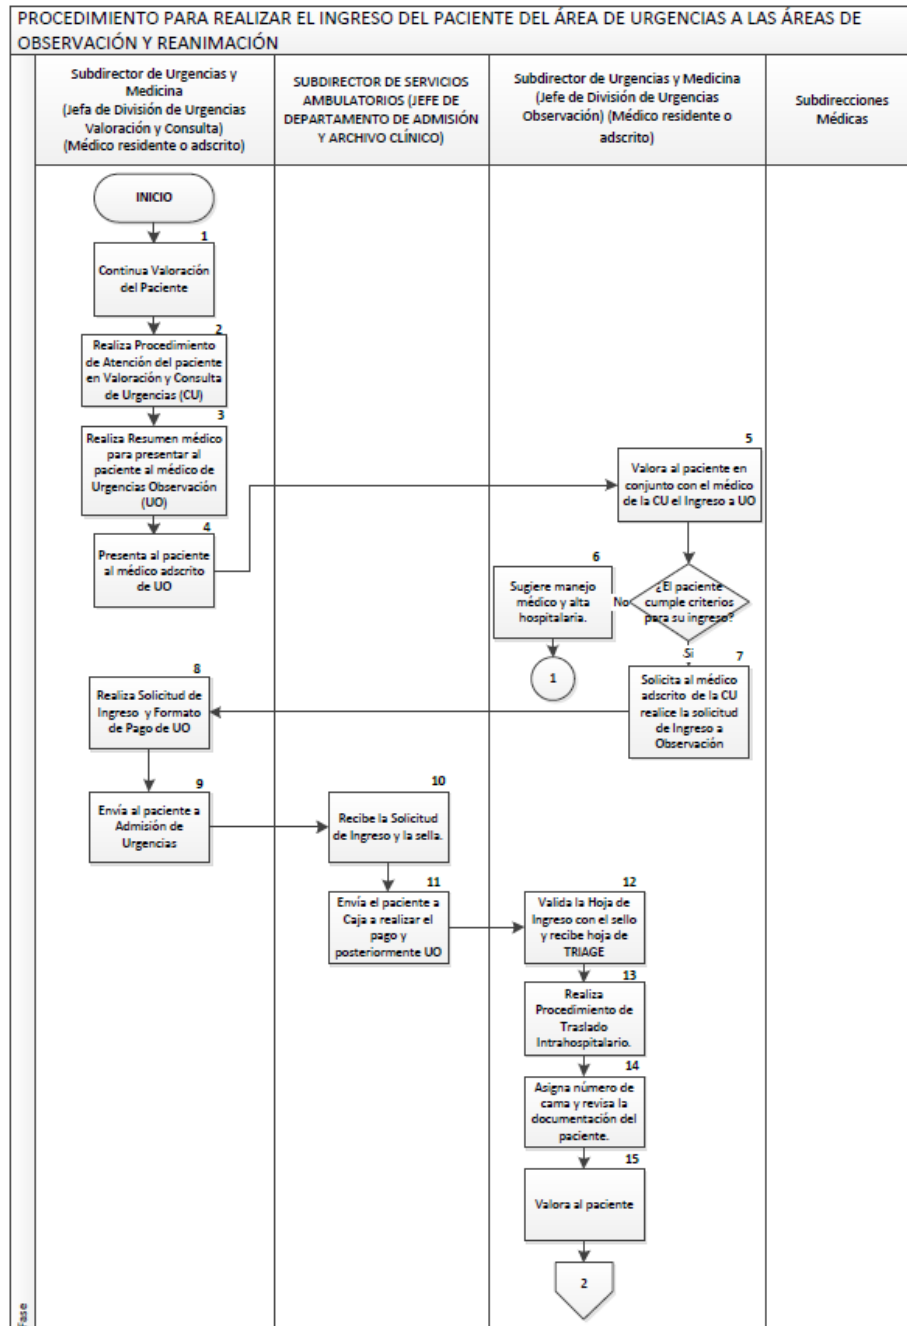 PROCEDIMIENTO PARA REALIZAR EL INGRESO DEL PACIENTE DEL ÁREA DE URGENCIAS A LAS ÁREAS DE
OBSERVACIÓN Y REANIMACIÓN
Subdirector de Urgencias y
Medicina
(Jefa de División de Urgencias
Valoración y Consulta)
(Médico residente o adscrito)
SUBDIRECTOR DE SERVICIOS
AMBULATORIOS (JEFE DE
DEPARTAMENTO DE ADMISIÓN
Y ARCHIVO CLÍNICO)
Subdirector de Urgencias y Medicina
(Jefe de División de Urgencias
Observación) (Médico residente o
adscrito)
Subdirecciones
Médicas
INICIO
1
Continua Valoración
del Paciente
2
Realiza Procedimiento
de Atención del paciente
en Valoración y Consulta
de Urgencias (CU)
3
Realiza Resumen médico
para presentar al
paciente al médico de
Urgencias Observación
(UO)
4
Presenta al paciente
al médico adscrito
de UO
5
Valora al paciente en
conjunto con el médico
de la CU el Ingreso a UO
¿El paciente
cumple criterios
para su ingreso?
No
Si
6
Sugiere manejo
médico y alta
hospitalaria.
1
7
Solicita al médico
adscrito de la CU
realice la solicitud
de Ingreso a
Observación
8
Realiza Solicitud de
Ingreso y Formato
de Pago de UO
9
Envía al paciente a
Admisión de
Urgencias
10
Recibe la Solicitud
de Ingreso y la sella.
11
Envía el paciente a
Caja a realizar el
pago y
posteriormente UO
12
Valida la Hoja de
Ingreso con el sello
y recibe hoja de
TRIAGE
13
Realiza
Procedimiento de
Traslado
Intrahospitalario.
14
Asigna número de
cama y revisa la
documentación del
paciente.
15
Valora al paciente
2
Fase